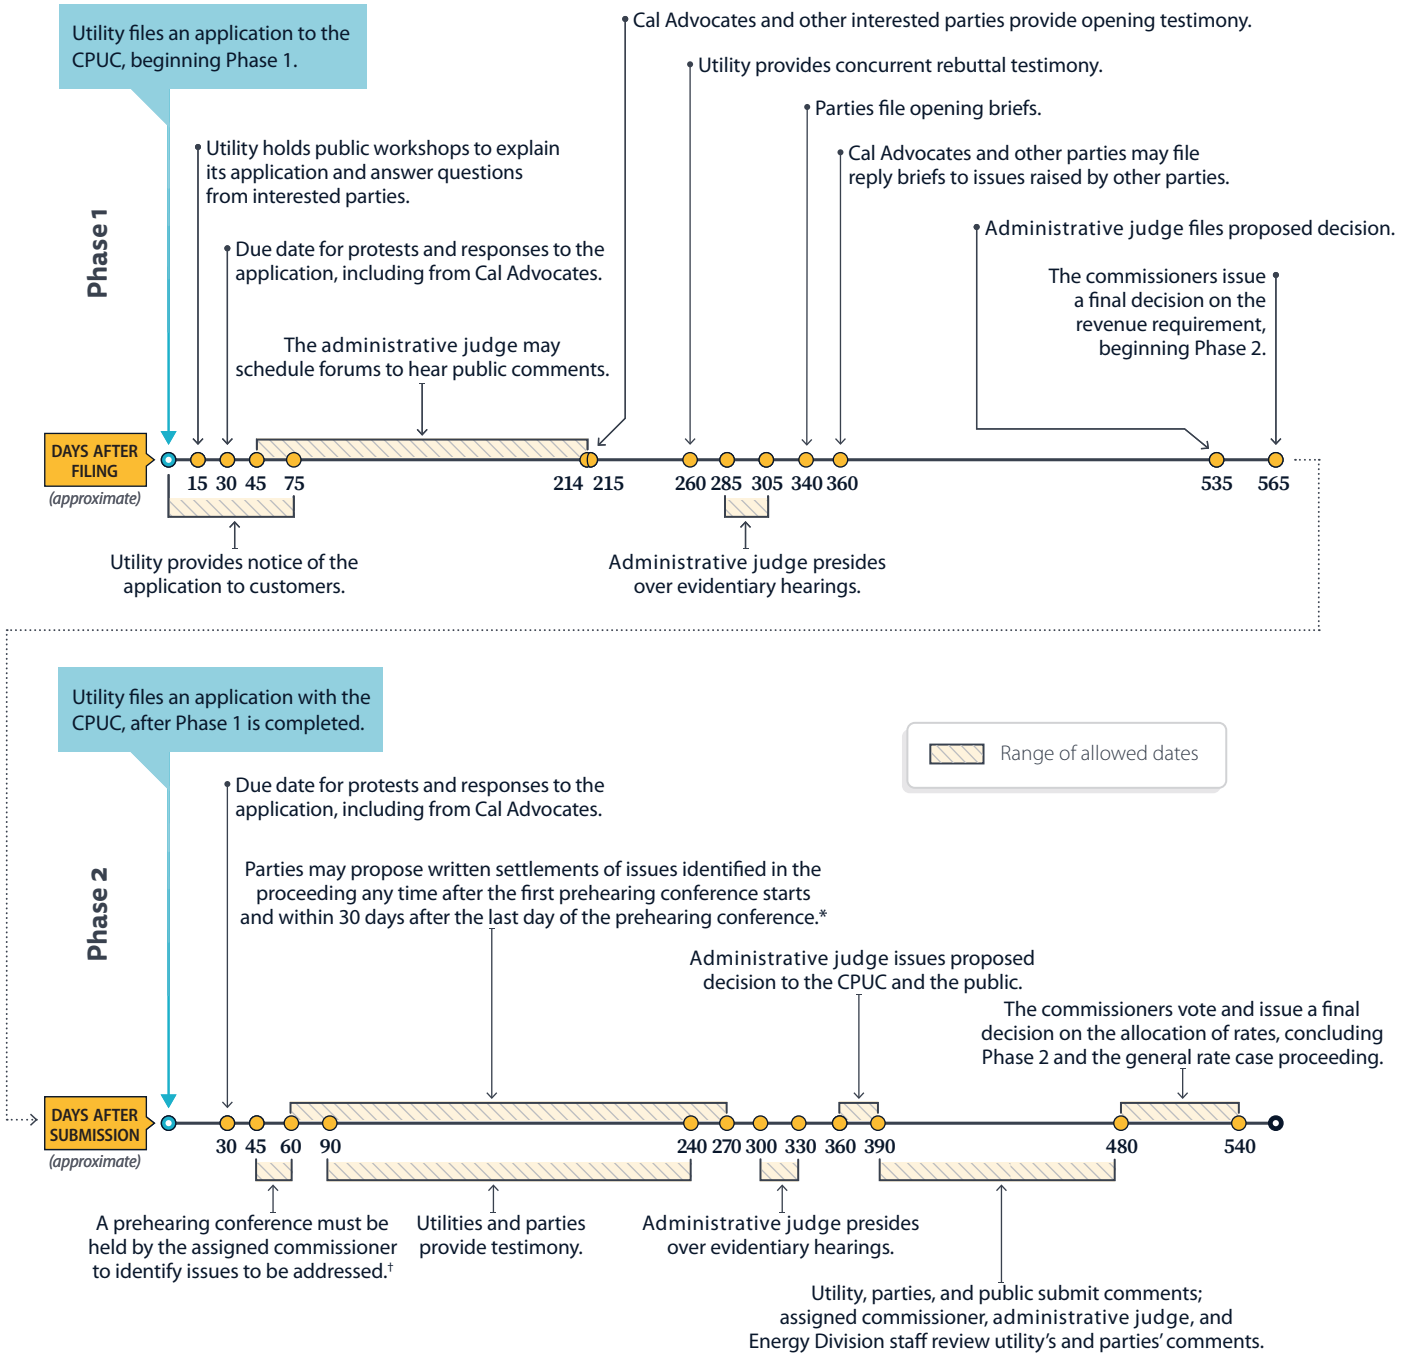 Utility files an application to the
CPUC, beginning Phase 1.
Cal Advocates and other interested parties provide opening testimony.
Utility provides concurrent rebuttal testimony.
Parties file opening briefs.
Utility holds public workshops to explain
its application and answer questions
from interested parties.
Cal Advocates and other parties may file
reply briefs to issues raised by other parties.
Phase 1
Due date for protests and responses to the
application, including from Cal Advocates.
Administrative judge files proposed decision.
The commissioners issue
a final decision on the
revenue requirement,
beginning Phase 2.
The administrative judge may
schedule forums to hear public comments.
DAYS AFTER
FILING
(approximate)
15 30 45 75 214 215 260 285 305 340 360 535 565
Utility provides notice of the
application to customers.
Administrative judge presides
over evidentiary hearings.
Utility files an application with the
CPUC, after Phase 1 is completed.
Range of allowed dates
Due date for protests and responses to the
application, including from Cal Advocates.
Phase 2
Parties may propose written settlements of issues identified in the
proceeding any time after the first prehearing conference starts
and within 30 days after the last day of the prehearing conference.*
Administrative judge issues proposed
decision to the CPUC and the public.
The commissioners vote and issue a final
decision on the allocation of rates, concluding
Phase 2 and the general rate case proceeding.
DAYS AFTER
SUBMISSION
(approximate)
30 45 60 90 240 270 300 330 360 390 480 540
A prehearing conference must be
held by the assigned commissioner
to identify issues to be addressed.†
Utilities and parties
provide testimony.
Administrative judge presides
over evidentiary hearings.
Utility, parties, and public submit comments;
assigned commissioner, administrative judge, and
Energy Division staff review utility's and parties' comments.